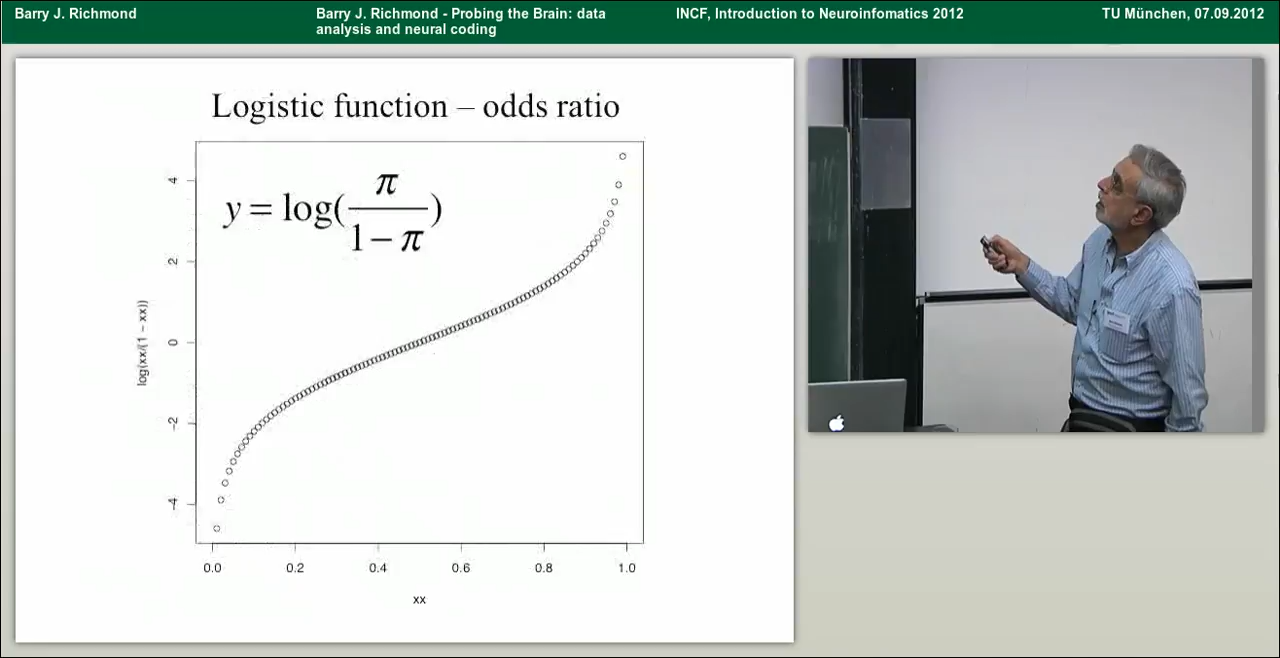 Barry J. Richmond
Barry J. Richmond - Probing the Brain: data
analysis and neural coding
INCF, Introduction to Neuroinfomatics 2012
TU München, 07.09.2012
Logistic function – odds ratio
y = log(π/(1 − π))
4
2
0
-2
-4
log(xx/(1 − xx))
0.0 0.2 0.4 0.6 0.8 1.0
xx